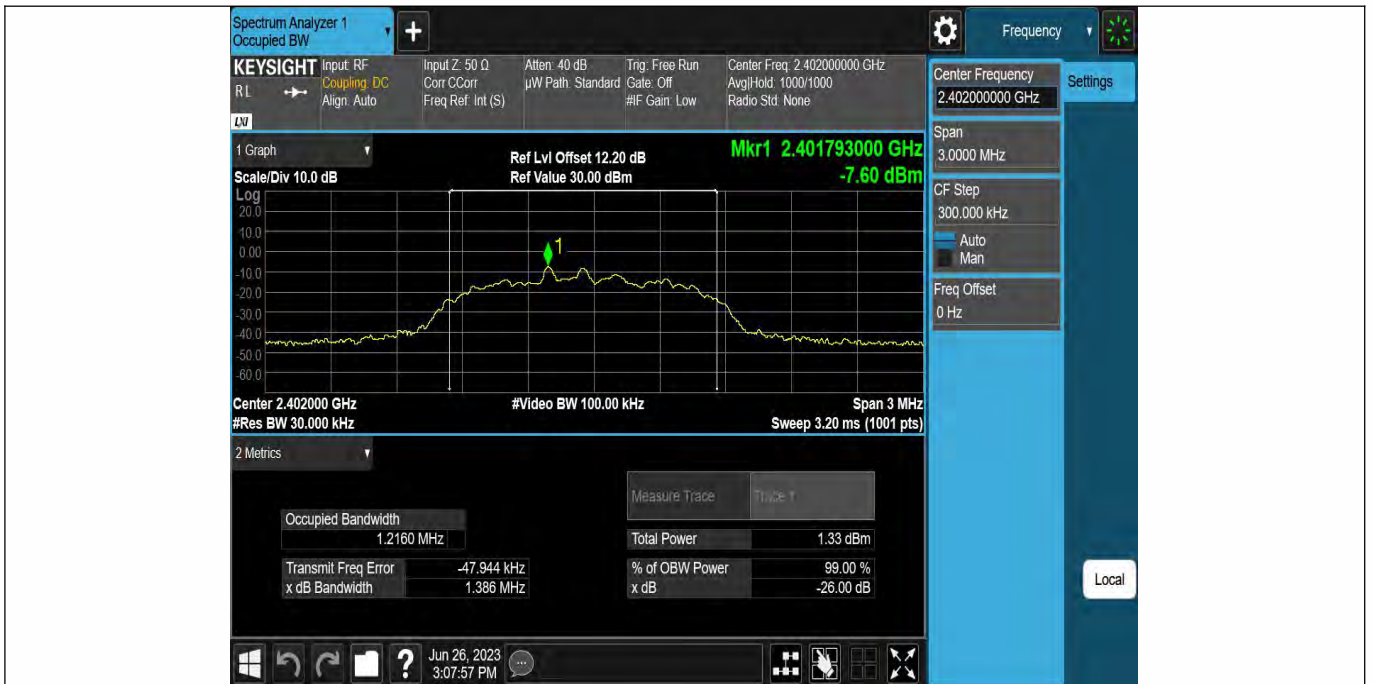 Spectrum Analyzer 1
Occupied BW
+
Frequency
KEYSIGHT
RL
LXI
Input: RF
Coupling: DC
Align: Auto
Input Z: 50 Ω
Corr CCorr
Freq Ref: Int (S)
Atten: 40 dB
µW Path: Standard
Trig: Free Run
Gate: Off
#IF Gain: Low
Center Freq: 2.402000000 GHz
Avg|Hold: 1000/1000
Radio Std: None
Center Frequency
2.402000000 GHz
Settings
Span
3.0000 MHz
CF Step
300.000 kHz
Auto
Man
Freq Offset
0 Hz
Local
1 Graph
Scale/Div 10.0 dB
Ref Lvl Offset 12.20 dB
Ref Value 30.00 dBm
Mkr1 2.401793000 GHz
-7.60 dBm
Log
20.0
10.0
0.00
-10.0
-20.0
-30.0
-40.0
-50.0
-60.0
1
Center 2.402000 GHz
#Video BW 100.00 kHz
Span 3 MHz
#Res BW 30.000 kHz
Sweep 3.20 ms (1001 pts)
2 Metrics
Measure Trace
Trace 1
Occupied Bandwidth
1.2160 MHz
Total Power
1.33 dBm
Transmit Freq Error
-47.944 kHz
% of OBW Power
99.00 %
x dB Bandwidth
1.386 MHz
x dB
-26.00 dB
?
Jun 26, 2023
3:07:57 PM